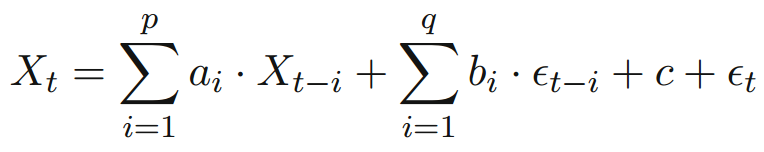 X_t = \sum_{i=1}^{p} a_i \cdot X_{t-i} + \sum_{i=1}^{q} b_i \cdot \epsilon_{t-i} + c + \epsilon_t